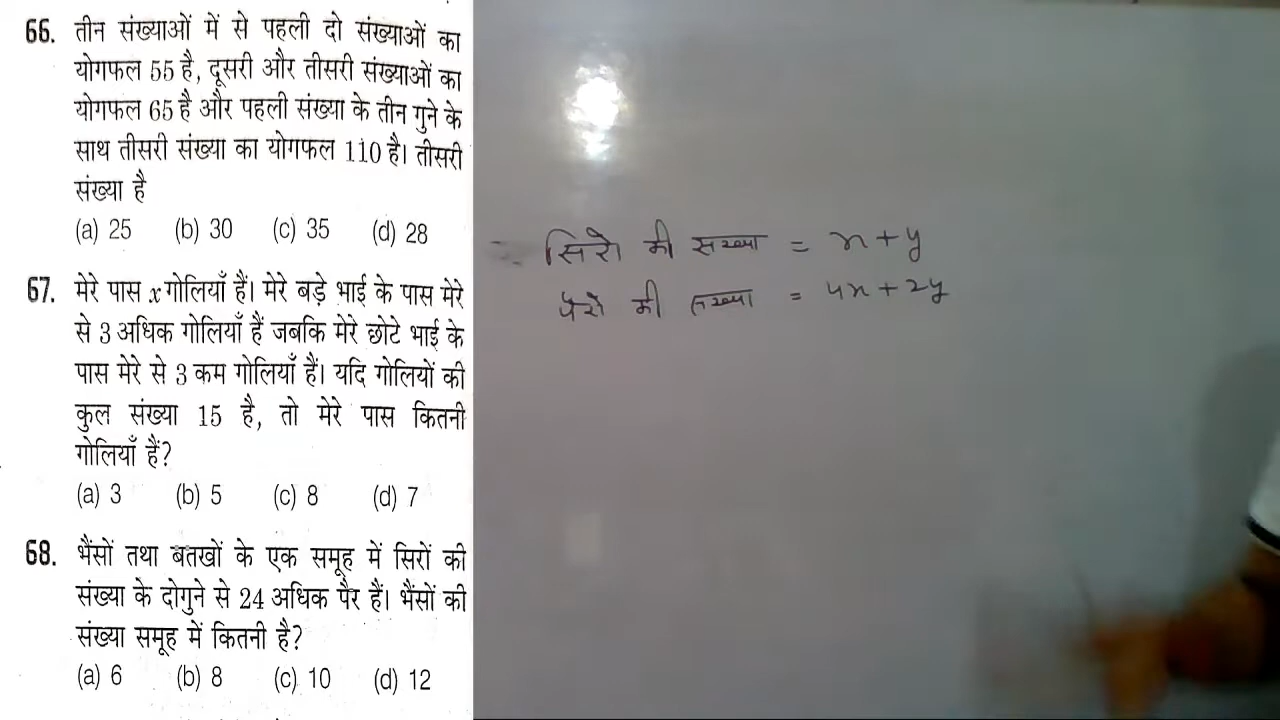 66. तीन संख्याओं में से पहली दो संख्याओं का
योगफल 55 है, दूसरी और तीसरी संख्याओं का
योगफल 65 है और पहली संख्या के तीन गुने के
साथ तीसरी संख्या का योगफल 110 है। तीसरी
संख्या है
(a) 25 (b) 30 (c) 35 (d) 28
67. मेरे पास x गोलियाँ हैं। मेरे बड़े भाई के पास मेरे
से 3 अधिक गोलियाँ हैं जबकि मेरे छोटे भाई के
पास मेरे से 3 कम गोलियाँ हैं। यदि गोलियों की
कुल संख्या 15 है, तो मेरे पास कितनी
गोलियाँ हैं?
(a) 3 (b) 5 (c) 8 (d) 7
68. भैंसों तथा बतखों के एक समूह में सिरों की
संख्या के दोगुने से 24 अधिक पैर हैं। भैंसों की
संख्या समूह में कितनी है?
(a) 6 (b) 8 (c) 10 (d) 12
सिरो की सख्या = x + y
पैरो की सख्या = 4x + 2y